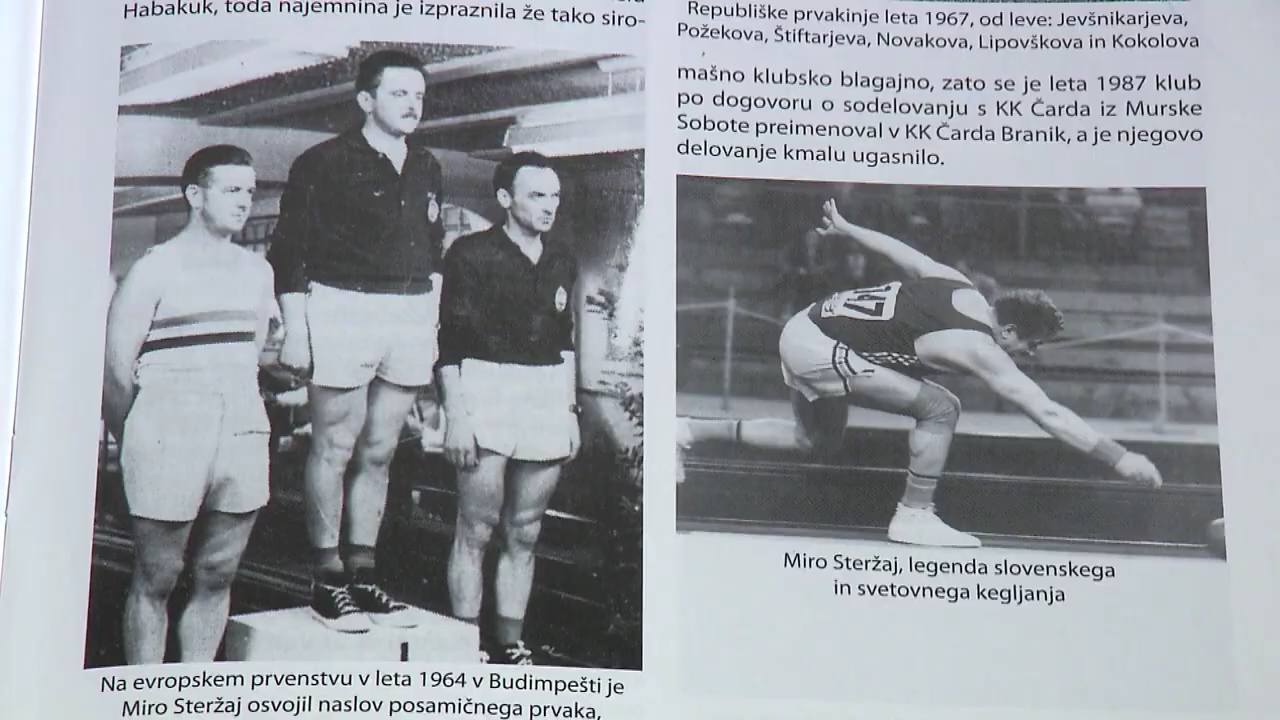 Habakuk, toda najemnina je izpraznila že tako siro-
Na evropskem prvenstvu v leta 1964 v Budimpešti je
Miro Steržaj osvojil naslov posamičnega prvaka,
Republiške prvakinje leta 1967, od leve: Jevšnikarjeva,
Požekova, Štiftarjeva, Novakova, Lipovškova in Kokolova
mašno klubsko blagajno, zato se je leta 1987 klub
po dogovoru o sodelovanju s KK Čarda iz Murske
Sobote preimenoval v KK Čarda Branik, a je njegovo
delovanje kmalu ugasnilo.
147
Miro Steržaj, legenda slovenskega
in svetovnega kegljanja